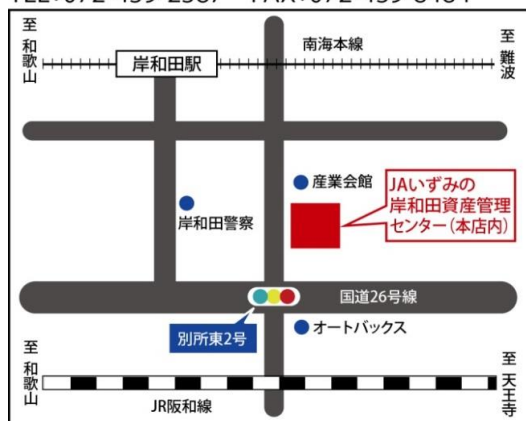 至 和歌山
南海本線
至 難波
岸和田駅
産業会館
JAいずみの
岸和田資産管理
センター(本店内)
岸和田警察
国道26号線
別所東2号
オートバックス
至 和歌山
至 天王寺
JR阪和線